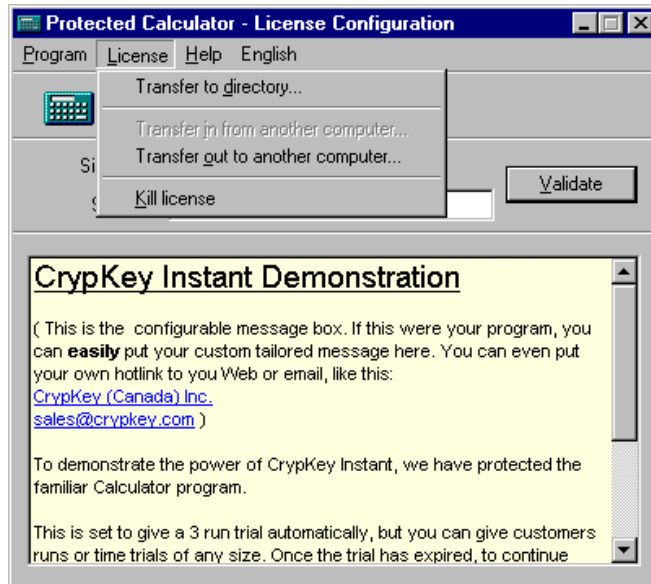 Protected Calculator - License Configuration
Program License Help English
Transfer to directory...
Transfer in from another computer...
Transfer out to another computer...
Kill license
Si
Validate
CrypKey Instant Demonstration
( This is the configurable message box. If this were your program, you
can easily put your custom tailored message here. You can even put
your own hotlink to you Web or email, like this:
CrypKey (Canada) Inc.
sales@crypkey.com )
To demonstrate the power of CrypKey Instant, we have protected the
familiar Calculator program.
This is set to give a 3 run trial automatically, but you can give customers
runs or time trials of any size. Once the trial has expired, to continue